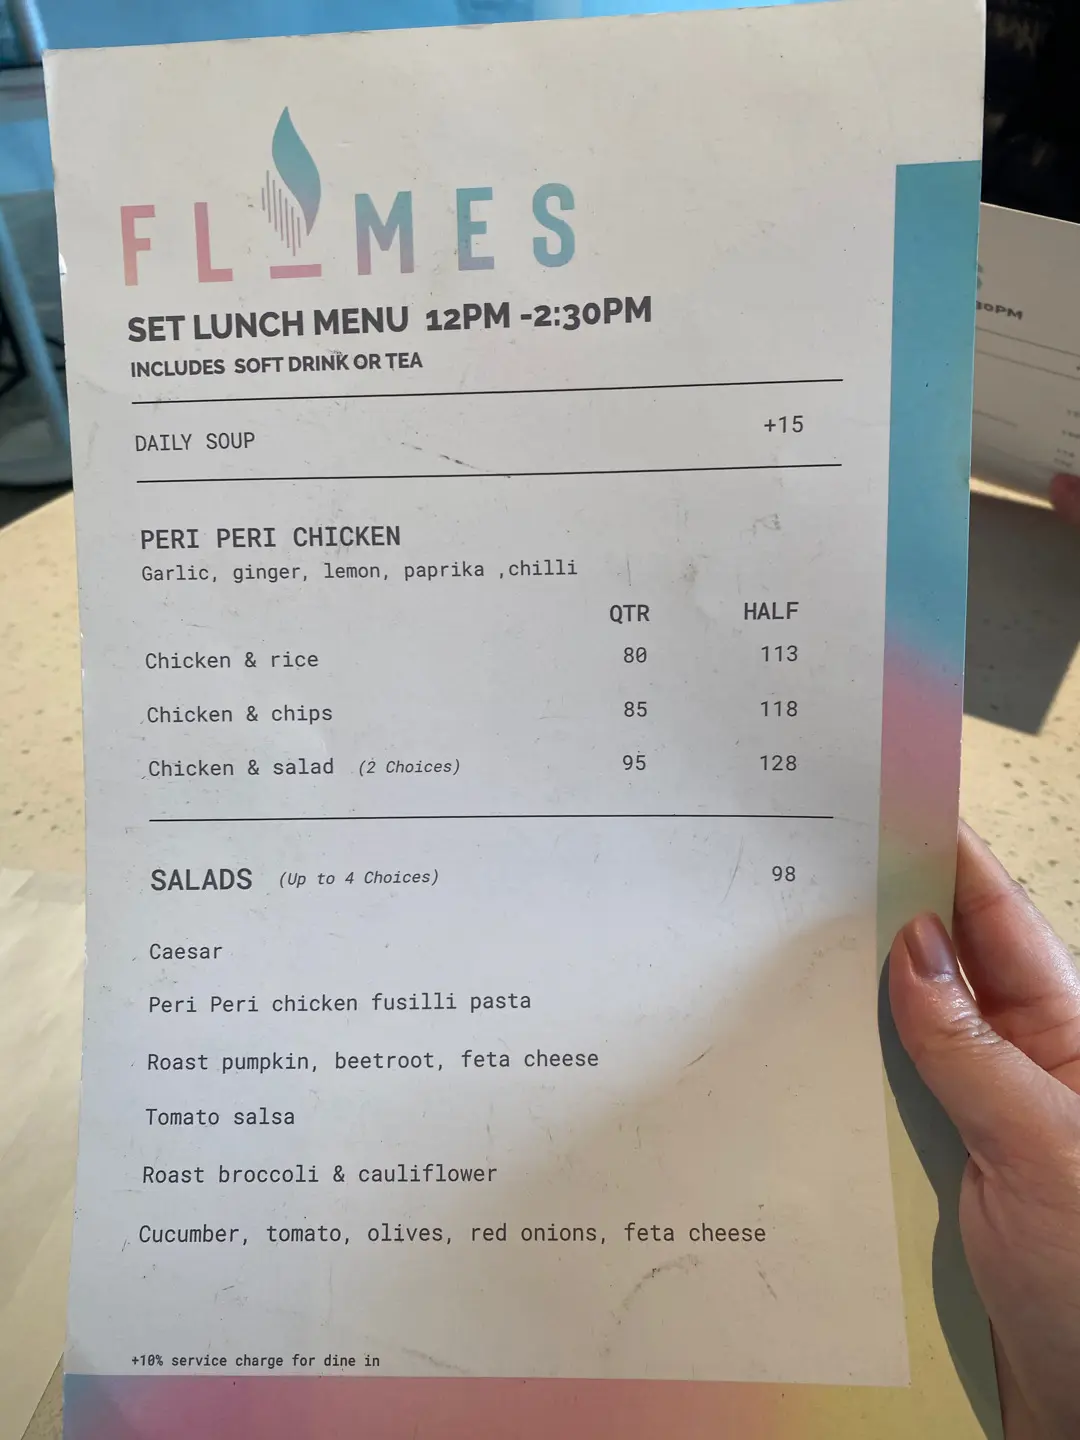 FLAMES
SET LUNCH MENU 12PM -2:30PM
INCLUDES SOFT DRINK OR TEA
DAILY SOUP +15
PERI PERI CHICKEN
Garlic, ginger, lemon, paprika ,chilli
QTR HALF
Chicken & rice 80 113
Chicken & chips 85 118
Chicken & salad (2 Choices) 95 128
SALADS (Up to 4 Choices) 98
Caesar
Peri Peri chicken fusilli pasta
Roast pumpkin, beetroot, feta cheese
Tomato salsa
Roast broccoli & cauliflower
Cucumber, tomato, olives, red onions, feta cheese
+10% service charge for dine in